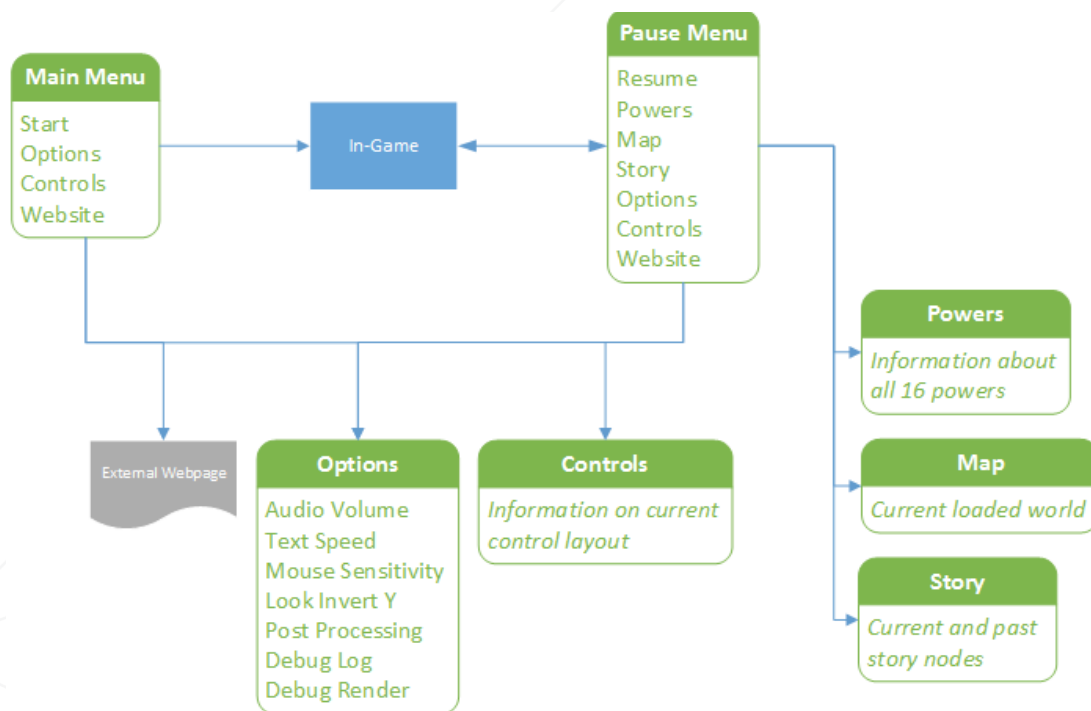 Main Menu
Start
Options
Controls
Website
In-Game
Pause Menu
Resume
Powers
Map
Story
Options
Controls
Website
Powers
Information about
all 16 powers
Map
Current loaded world
Story
Current and past
story nodes
External Webpage
Options
Audio Volume
Text Speed
Mouse Sensitivity
Look Invert Y
Post Processing
Debug Log
Debug Render
Controls
Information on current
control layout